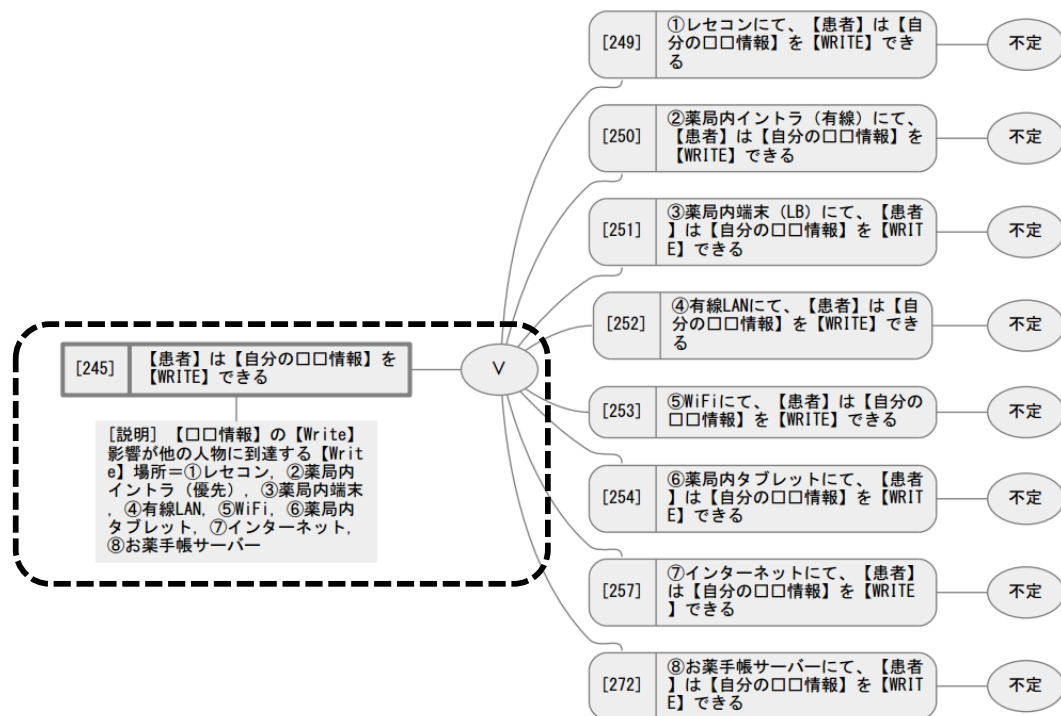 [249]
①レセコンにて、【患者】は【自
分の□□情報】を【WRITE】でき
る
不定
[250]
②薬局内イントラ（有線）にて、
【患者】は【自分の□□情報】を
【WRITE】できる
不定
[251]
③薬局内端末（LB）にて、【患者
】は【自分の□□情報】を【WRIT
E】できる
不定
[252]
④有線LANにて、【患者】は【自
分の□□情報】を【WRITE】でき
る
不定
[245]
【患者】は【自分の□□情報】を
【WRITE】できる
∨
[説明] 【□□情報】の【Write】
影響が他の人物に到達する【Writ
e】場所＝①レセコン, ②薬局内
イントラ（優先）, ③薬局内端末
, ④有線LAN, ⑤WiFi, ⑥薬局内
タブレット, ⑦インターネット,
⑧お薬手帳サーバー
[253]
⑤WiFiにて、【患者】は【自分の
□□情報】を【WRITE】できる
不定
[254]
⑥薬局内タブレットにて、【患者
】は【自分の□□情報】を【WRIT
E】できる
不定
[257]
⑦インターネットにて、【患者】
は【自分の□□情報】を【WRITE
】できる
不定
[272]
⑧お薬手帳サーバーにて、【患者
】は【自分の□□情報】を【WRIT
E】できる
不定